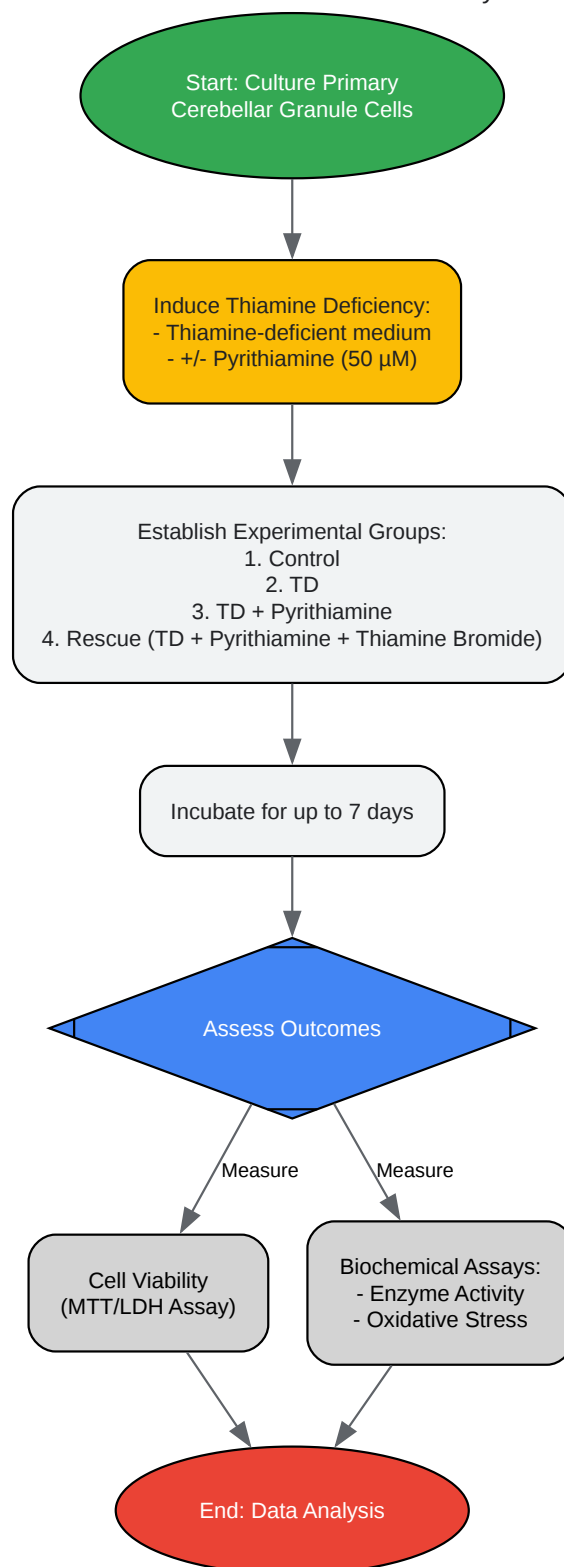 Start: Culture Primary
Cerebellar Granule Cells
Induce Thiamine Deficiency:
- Thiamine-deficient medium
- +/- Pyrithiamine (50 µM)
Establish Experimental Groups:
1. Control
2. TD
3. TD + Pyrithiamine
4. Rescue (TD + Pyrithiamine + Thiamine Bromide)
Incubate for up to 7 days
Assess Outcomes
Measure
Measure
Cell Viability
(MTT/LDH Assay)
Biochemical Assays:
- Enzyme Activity
- Oxidative Stress
End: Data Analysis